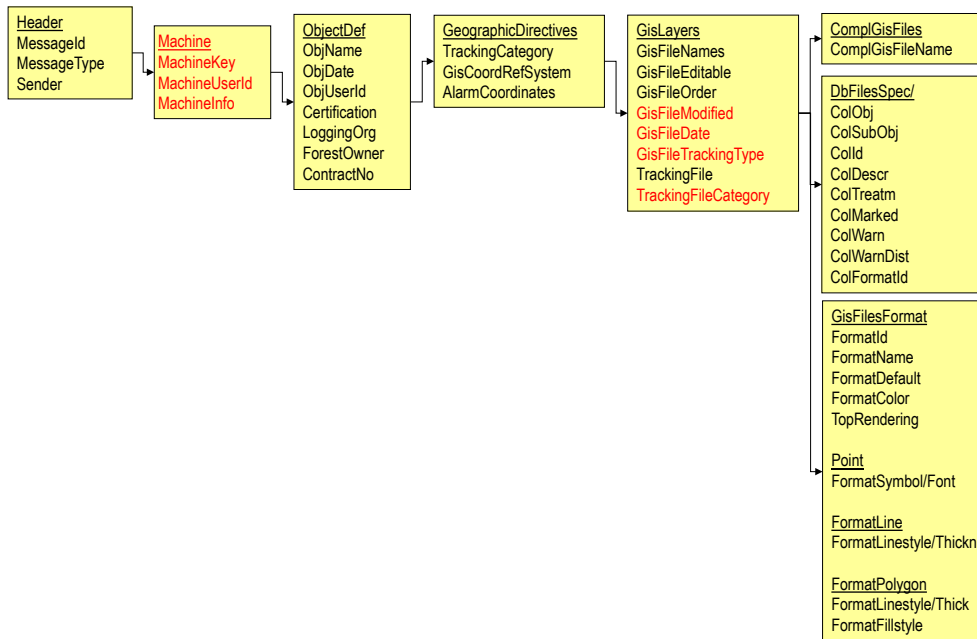 Header
MessageId
MessageType
Sender
Machine
MachineKey
MachineUserId
MachineInfo
ObjectDef
ObjName
ObjDate
ObjUserId
Certification
LoggingOrg
ForestOwner
ContractNo
GeographicDirectives
TrackingCategory
GisCoordRefSystem
AlarmCoordinates
GisLayers
GisFileNames
GisFileEditable
GisFileOrder
GisFileModified
GisFileDate
GisFileTrackingType
TrackingFile
TrackingFileCategory
ComplGisFiles
ComplGisFileName
DbFilesSpec/
ColObj
ColSubObj
ColId
ColDescr
ColTreatm
ColMarked
ColWarn
ColWarnDist
ColFormatId
GisFilesFormat
FormatId
FormatName
FormatDefault
FormatColor
TopRendering
Point
FormatSymbol/Font
FormatLine
FormatLinestyle/Thickn
FormatPolygon
FormatLinestyle/Thick
FormatFillstyle